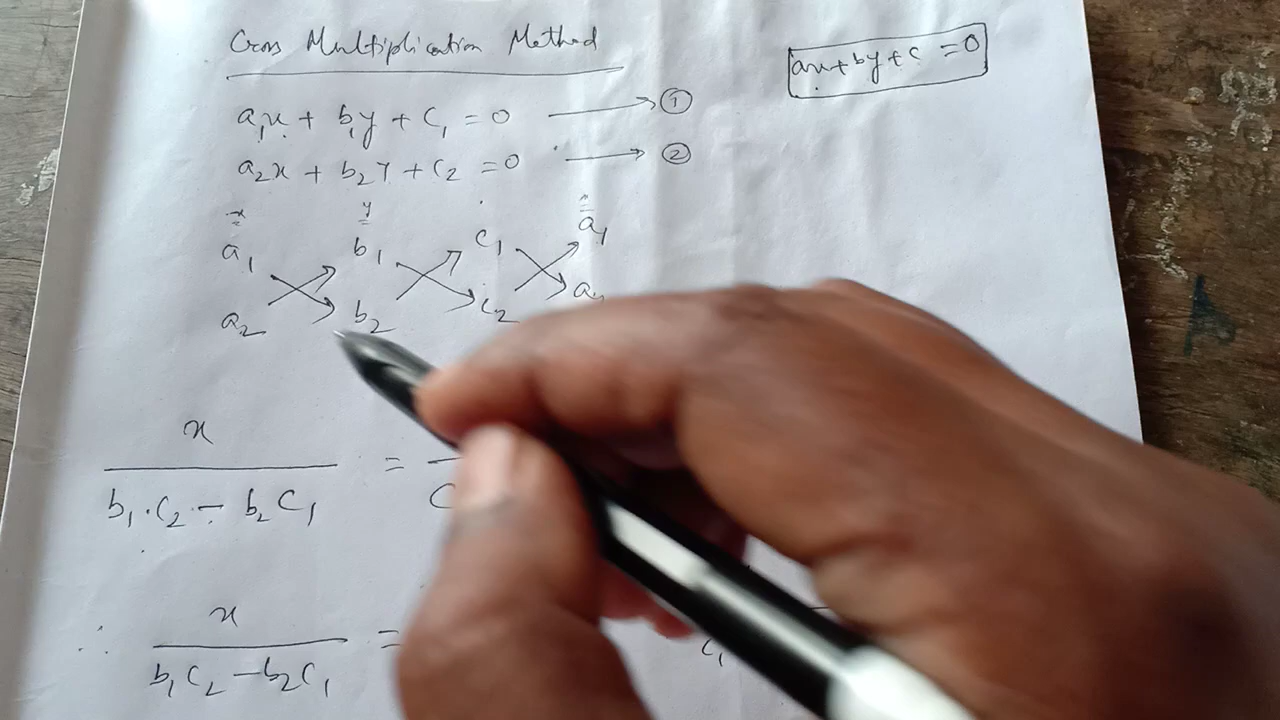 Cross Multiplication Method
ax+by+c =0
a₁x + b₁y + c₁ = 0 ⟶ ①
a₂x + b₂y + c₂ = 0 ⟶ ②
x y x
a₁ b₁ c₁ a₁
a₂ b₂ c₂ a₂
x
= 
b₁.c₂ - b₂c₁ C
∴ x
=
b₁c₂ - b₂c₁ c₁